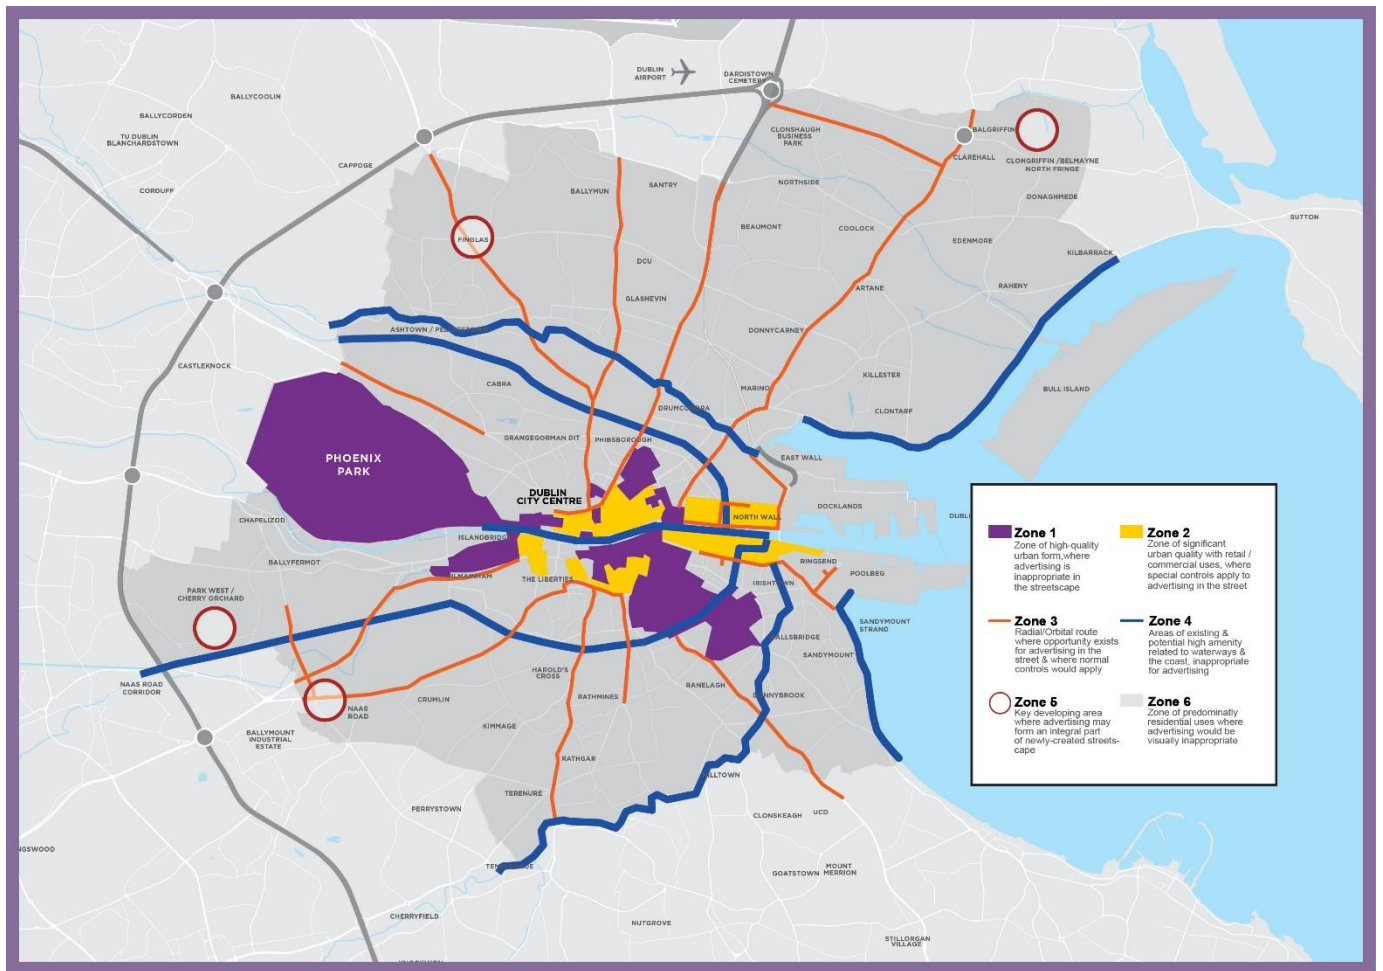 DUBLIN
AIRPORT
DARDISTOWN
CEMETERY
BALLYCOOLIN
BALLYCORDEN
TU DUBLIN
BLANCHARDSTOWN
CAPPOGE
CORDUFF
CLONSHAUGH
BUSINESS
PARK
BALGRIFFIN
CLAREHALL
CLONGRIFFIN /BELMAYNE
NORTH FRINGE
DONAGHMEDE
SUTTON
BALLYMUN
SANTRY
NORTHSIDE
BEAUMONT
COOLOCK
EDENMORE
KILBARRACK
FINGLAS
DCU
GLASNEVIN
ARTANE
RAHENY
ASHTOWN /
DONNYCARNEY
CASTLEKNOCK
CABRA
MARINO
KILLESTER
BULL ISLAND
CLONTARF
DRUMCONDRA
GRANGEGORMAN DIT
PHIBSBOROUGH
PHOENIX
PARK
EAST WALL
DUBLIN
CITY CENTRE
DOCKLANDS
NORTH WALL
CHAPELIZOD
ISLANDBRIDGE
BALLYFERMOT
KILMAINHAM
THE LIBERTIES
RINGSEND
POOLBEG
IRISHTOWN
PARK WEST /
CHERRY ORCHARD
SANDYMOUNT
STRAND
BALLSBRIDGE
SANDYMOUNT
NAAS ROAD
CORRIDOR
HAROLD'S
CROSS
RANELAGH
DONNYBROOK
CRUMLIN
RATHMINES
NAAS
ROAD
KIMMAGE
BALLYMOUNT
INDUSTRIAL
ESTATE
RATHGAR
MILLTOWN
TERENURE
PERRYSTOWN
CLONSKEAGH
UCD
NGSWOOD
TEMPLEOGUE
GOATSTOWN
MOUNT
MERRION
CHERRYFIELD
NUTGROVE
STILLORGAN
VILLAGE
DUBLI
Zone 1
Zone of high-quality
urban form,where
advertising is
inappropriate in
the streetscape
Zone 2
Zone of significant
urban quality with retail /
commercial uses, where
special controls apply to
advertising in the street
Zone 3
Radial/Orbital route
where opportunity exists
for advertising in the
street & where normal
controls would apply
Zone 4
Areas of existing &
potential high amenity
related to waterways &
the coast, inappropriate
for advertising
Zone 5
Key developing area
where advertising may
form an integral part
of newly-created streets-
cape
Zone 6
Zone of predominatly
residential uses where
advertising would be
visually inappropriate